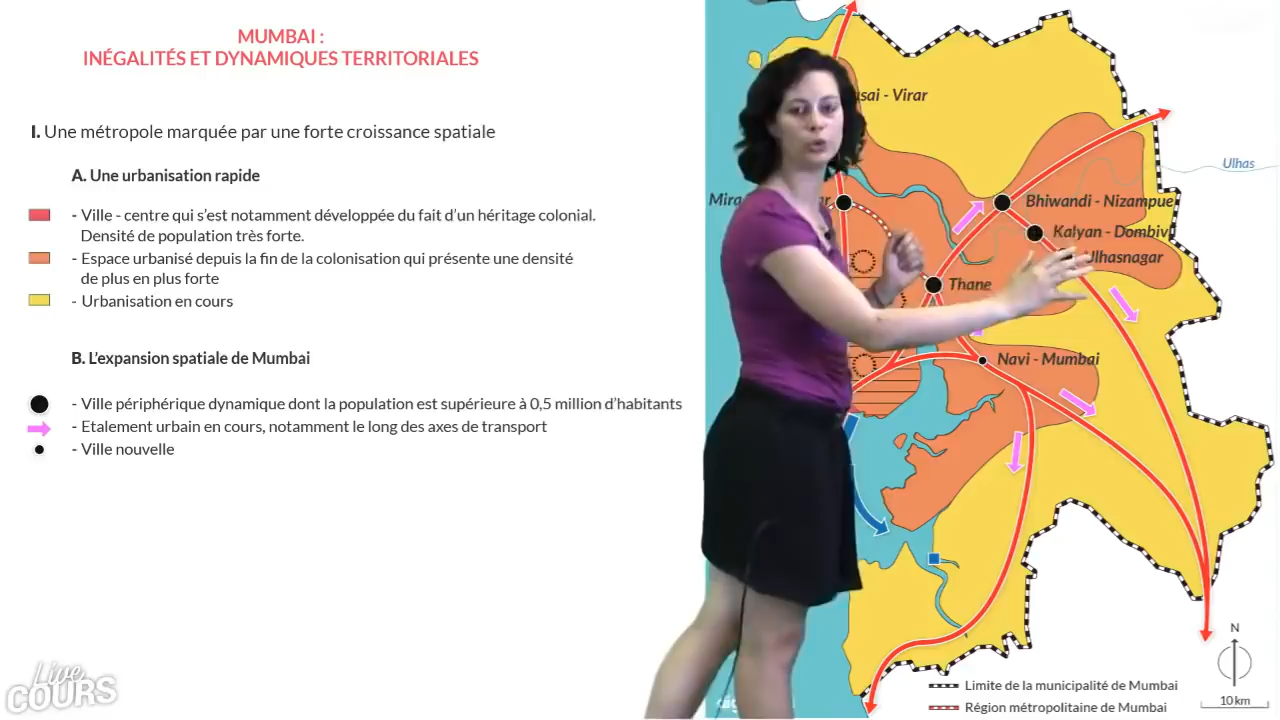 MUMBAI :
INÉGALITÉS ET DYNAMIQUES TERRITORIALES
I. Une métropole marquée par une forte croissance spatiale
A. Une urbanisation rapide
- Ville - centre qui s’est notamment développée du fait d’un héritage colonial.
Densité de population très forte.
- Espace urbanisé depuis la fin de la colonisation qui présente une densité
de plus en plus forte
- Urbanisation en cours
B. L’expansion spatiale de Mumbai
- Ville périphérique dynamique dont la population est supérieure à 0,5 million d’habitants
- Etalement urbain en cours, notamment le long des axes de transport
- Ville nouvelle
Live
COURS
sai - Virar
Ulhas
Mira
Bhiwandi - Nizampue
Kalyan - Dombiv
Ulhasnagar
Thane
Navi - Mumbai
N
10 km
Limite de la municipalité de Mumbai
Région métropolitaine de Mumbai